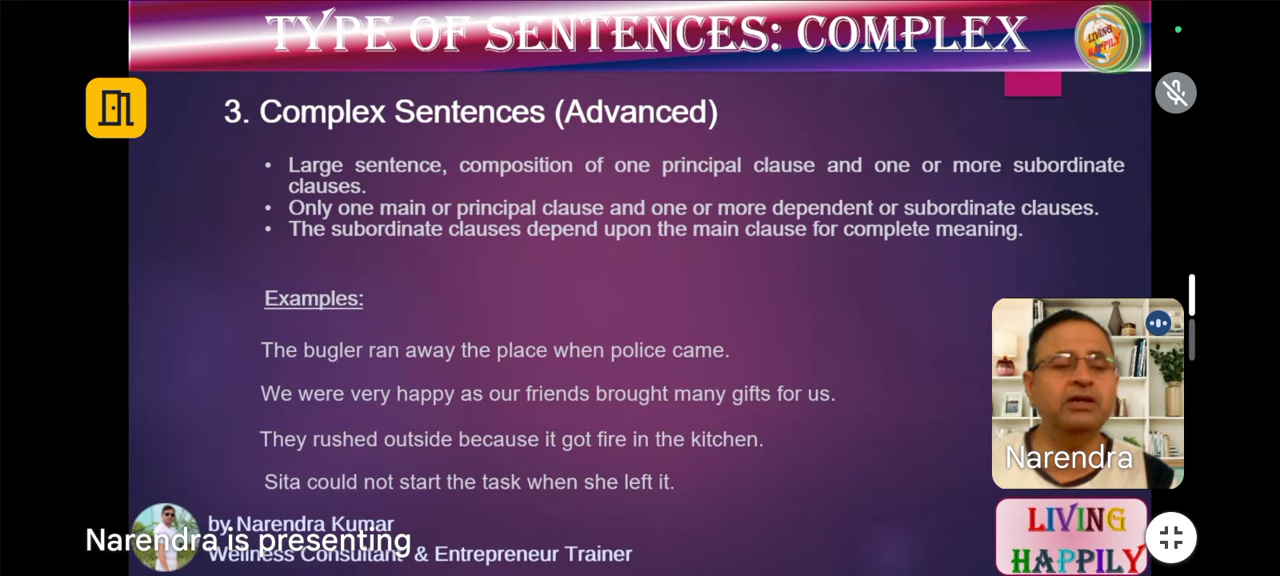 TYPE OF SENTENCES: COMPLEX
LIVING
HAPPILY
3. Complex Sentences (Advanced)
• Large sentence, composition of one principal clause and one or more subordinate
clauses.
• Only one main or principal clause and one or more dependent or subordinate clauses.
• The subordinate clauses depend upon the main clause for complete meaning.
Examples:
The bugler ran away the place when police came.
We were very happy as our friends brought many gifts for us.
They rushed outside because it got fire in the kitchen.
Sita could not start the task when she left it.
Narendra
by Narendra Kumar
Narendra is presenting
Wellness Consultant & Entrepreneur Trainer
LIVING
HAPPILY